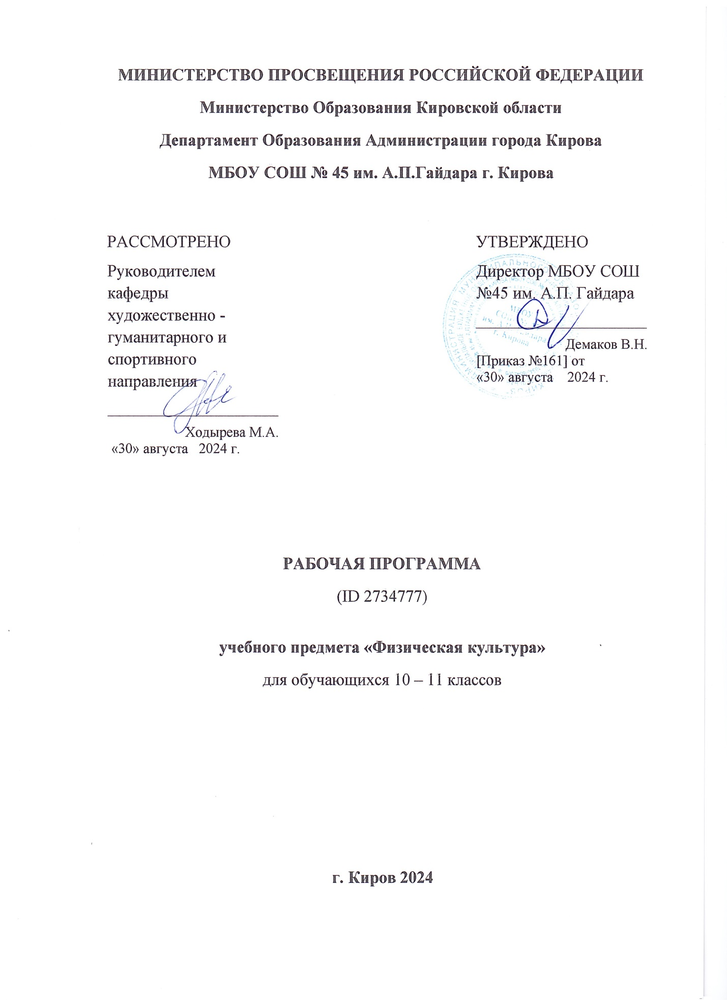 МИНИСТЕРСТВО ПРОСВЕЩЕНИЯ РОССИЙСКОЙ ФЕДЕРАЦИИ
Министерство Образования Кировской области
Департамент Образования Администрации города Кирова
МБОУ СОШ № 45 им. А.П.Гайдара г. Кирова
РАССМОТРЕНО
Руководителем
кафедры
художественно -
гуманитарного и
спортивного
направления
Ходырева М.А.
«30» августа 2024 г.
УТВЕРЖДЕНО
Директор МБОУ СОШ
№45 им. А.П. Гайдара
Демаков В.Н.
[Приказ №161] от
«30» августа 2024 г.
МБОУ
г. Кирова
РАБОЧАЯ ПРОГРАММА
(ID 2734777)
учебного предмета «Физическая культура»
для обучающихся 10 – 11 классов
г. Киров 2024